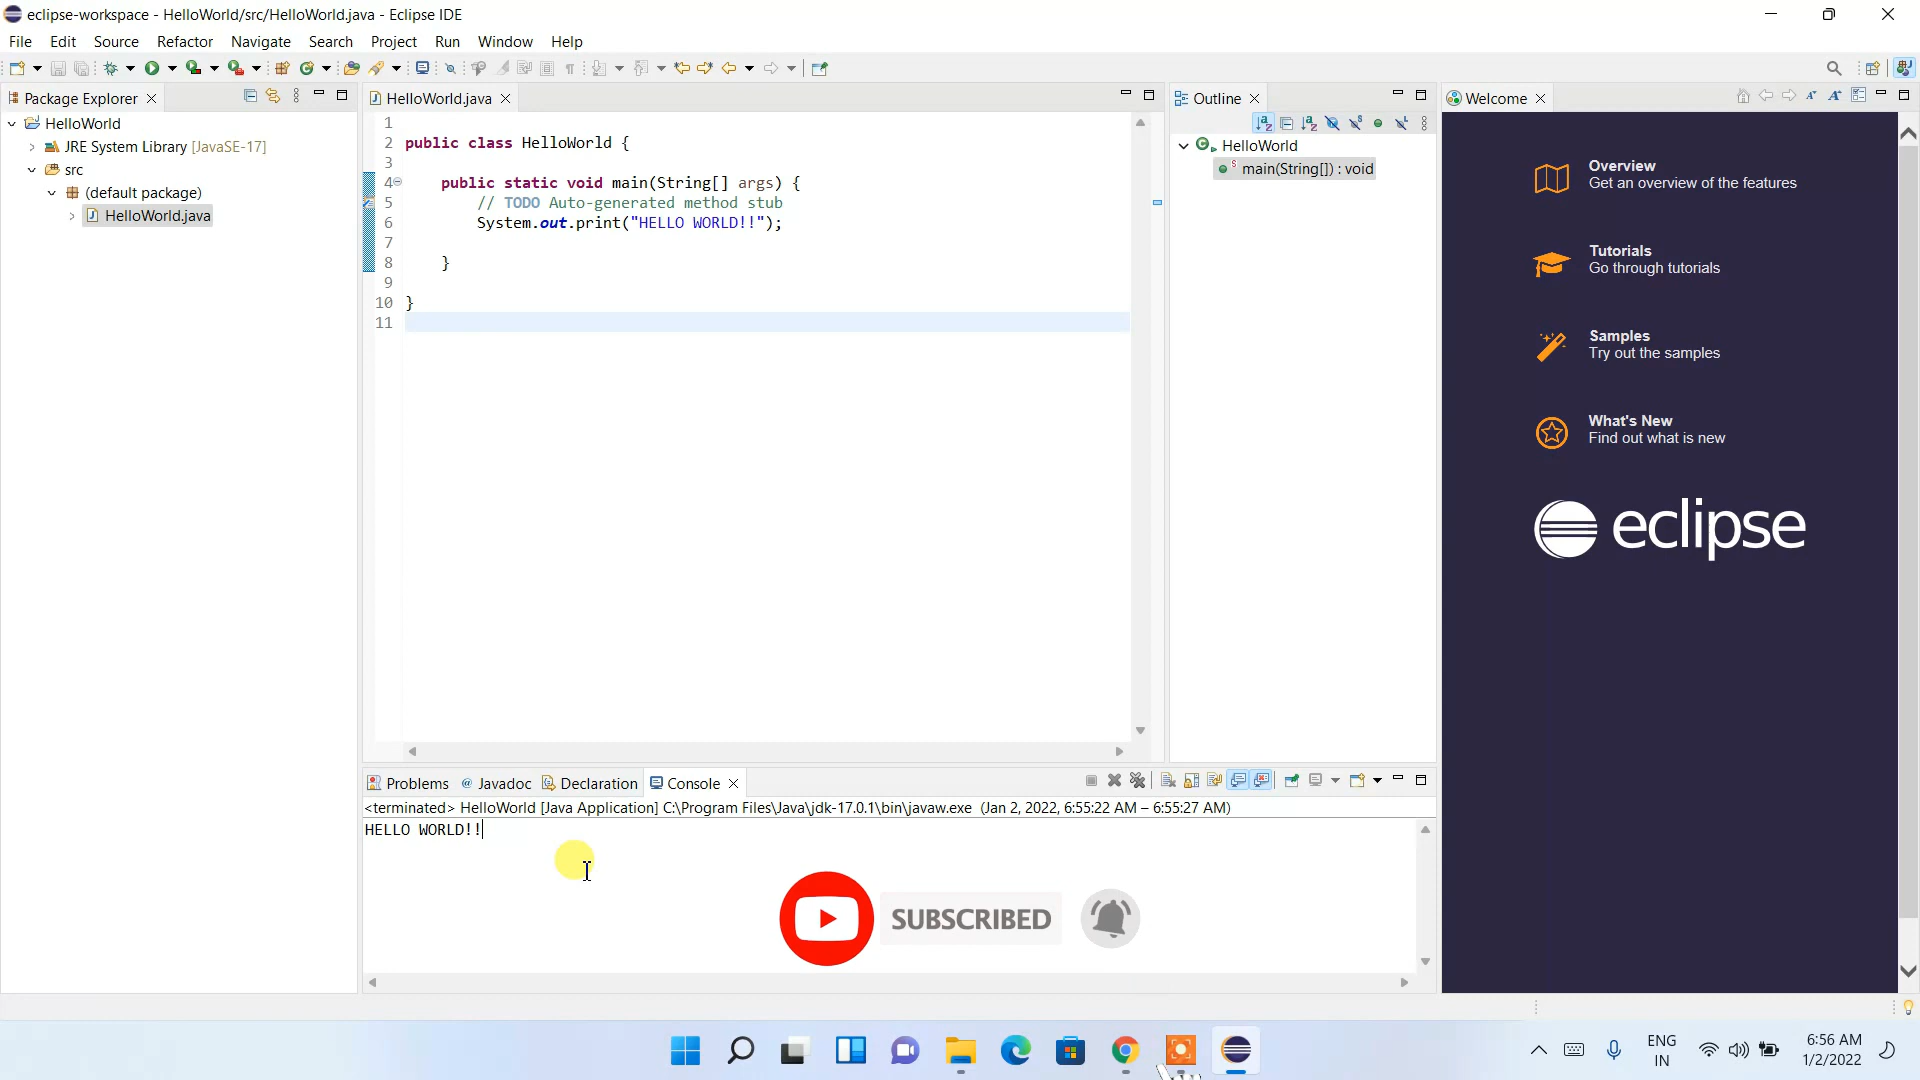 eclipse-workspace - HelloWorld/src/HelloWorld.java - Eclipse IDE
File Edit Source Refactor Navigate Search Project Run Window Help
Package Explorer
HelloWorld
JRE System Library [JavaSE-17]
src
(default package)
HelloWorld.java
HelloWorld.java
1
2 public class HelloWorld {
3
4 public static void main(String[] args) {
5 // TODO Auto-generated method stub
6 System.out.print("HELLO WORLD!!");
7
8 }
9
10 }
11
Outline
HelloWorld
main(String[]) : void
Welcome
Overview
Get an overview of the features
Tutorials
Go through tutorials
Samples
Try out the samples
What's New
Find out what is new
eclipse
Problems @ Javadoc Declaration Console
<terminated> HelloWorld [Java Application] C:\Program Files\Java\jdk-17.0.1\bin\javaw.exe (Jan 2, 2022, 6:55:22 AM – 6:55:27 AM)
HELLO WORLD!!
SUBSCRIBED
ENG
IN
6:56 AM
1/2/2022